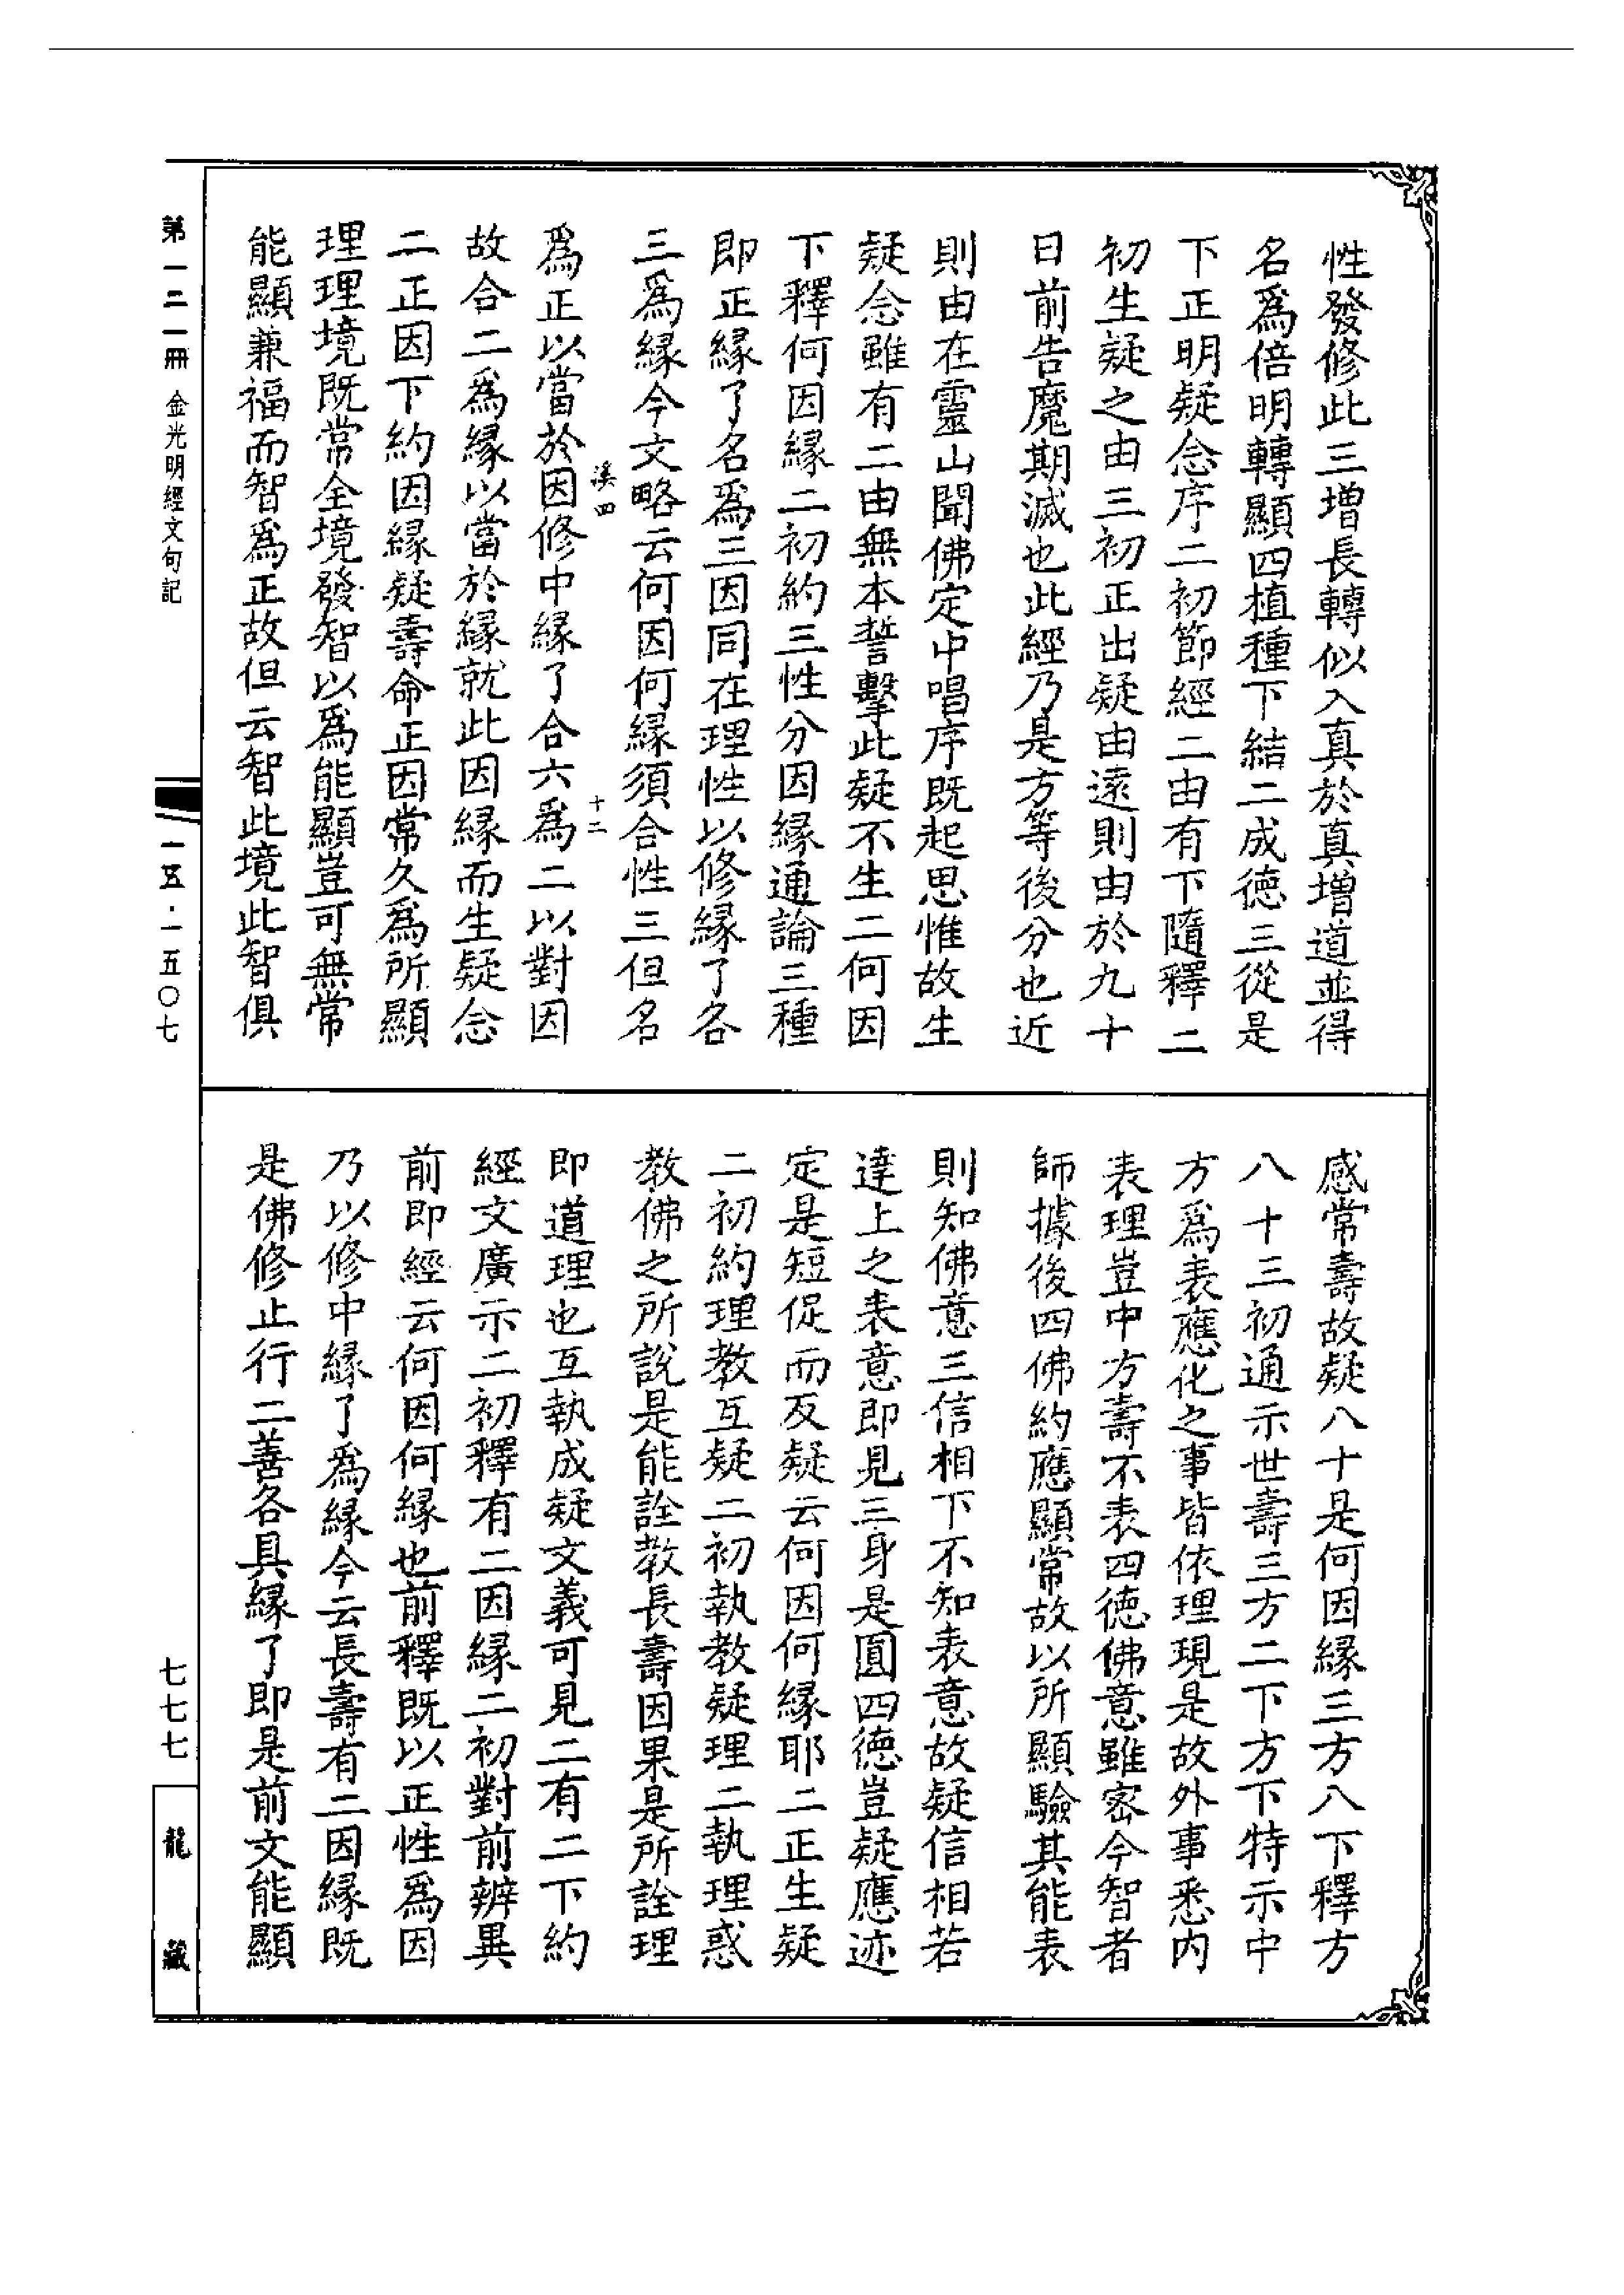 性發修此三增長轉似入真於真增道並得
名爲倍明轉顯四植種下結二成德三從是
下正明疑念序二初節經二由有下隨釋二
初生疑之由三初正出疑由遠則由於九十
日前告魔期滅也此經乃是方等後分也近
則由在靈山聞佛定中唱序既起思惟故生
疑念雖有二由無本誓擊此疑不生二何因
下釋何因緣二初約三性分因緣通論三種
即正緣了名爲三因同在理性以修緣了各
三爲緣今文略云何因何緣須合性三但名
溪四
十二
爲正以當於因修中緣了合六爲二以對因
故合二爲緣以當於緣就此因緣而生疑念
二正因下約因緣疑壽命正因常久爲所顯
理理境既常全境發智以爲能顯豈可無常
能顯兼福而智爲正故但云智此境此智俱
感常壽故疑八十是何因緣三方八下釋方
八十三初通示世壽三方二下方下特示中
方爲表應化之事皆依理現是故外事悉內
表理豈中方壽不表四德佛意雖密今智者
師據後四佛約應顯常故以所顯驗其能表
則知佛意三信相下不知表意故疑信相若
達上之表意即見三身是圓四德豈疑應迹
定是短促而反疑云何因何緣耶二正生疑
二初約理教互疑二初執教疑理二執理惑
教佛之所說是能詮教長壽因果是所詮理
即道理也互執成疑文義可見二有二下約
經文廣示二初釋有二因緣二初對前辨異
前即經云何因何緣也前釋既以正性爲因
乃以修中緣了爲緣今云長壽有二因緣既
是佛修止行二善各具緣了即是前文能顯
第一二一冊 金光明經文句記
一五·一五〇七
七七七
龍藏